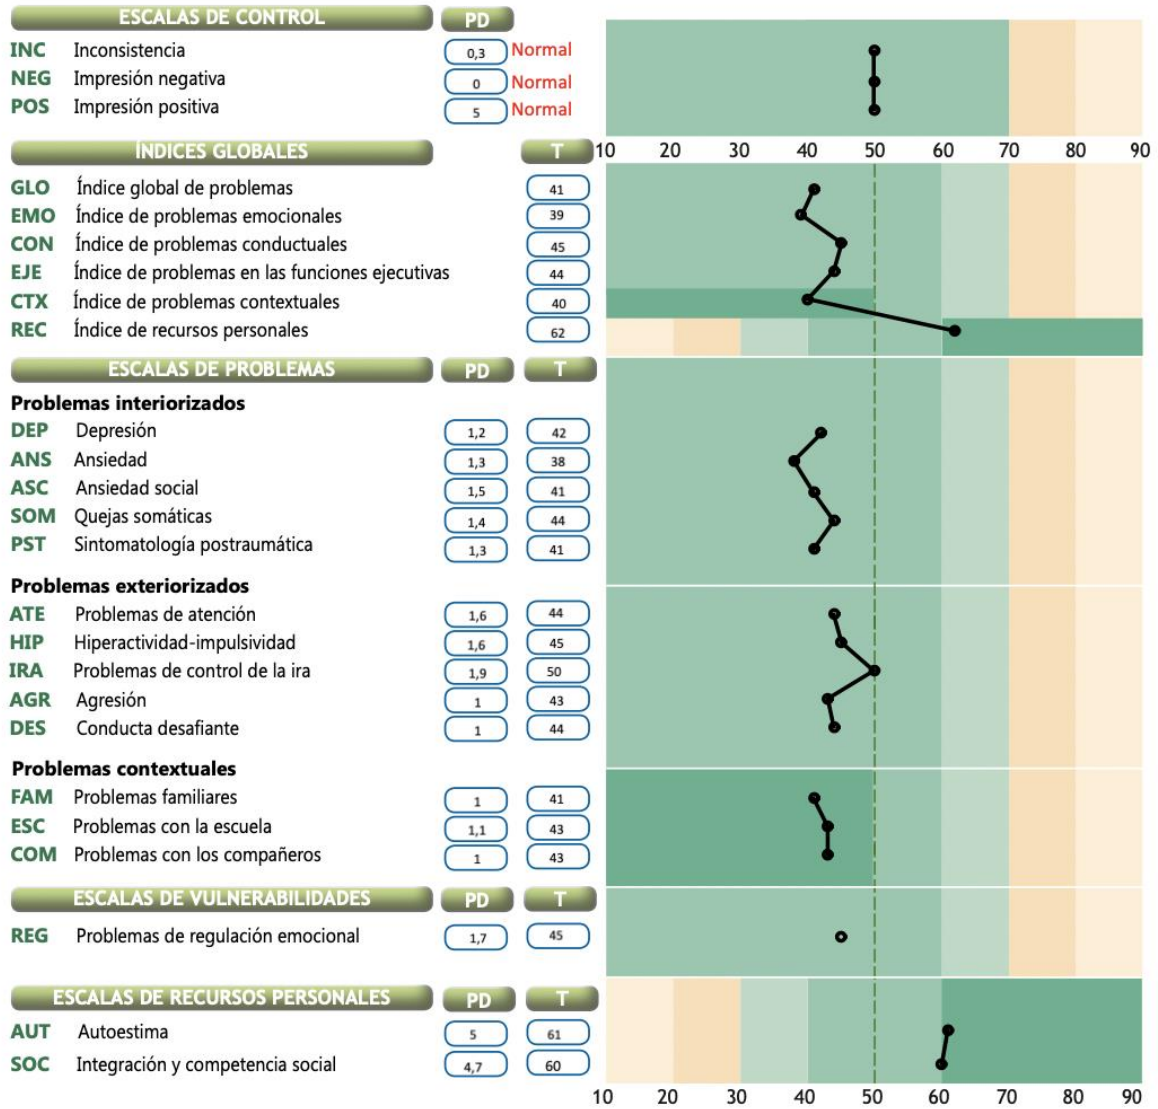 ESCALAS DE CONTROL PD
INC Inconsistencia 0,3 Normal
NEG Impresión negativa 0 Normal
POS Impresión positiva 5 Normal
ÍNDICES GLOBALES T 10 20 30 40 50 60 70 80 90
GLO Índice global de problemas 41
EMO Índice de problemas emocionales 39
CON Índice de problemas conductuales 45
EJE Índice de problemas en las funciones ejecutivas 44
CTX Índice de problemas contextuales 40
REC Índice de recursos personales 62
ESCALAS DE PROBLEMAS PD T
Problemas interiorizados
DEP Depresión 1,2 42
ANS Ansiedad 1,3 38
ASC Ansiedad social 1,5 41
SOM Quejas somáticas 1,4 44
PST Sintomatología postraumática 1,3 41
Problemas exteriorizados
ATE Problemas de atención 1,6 44
HIP Hiperactividad-impulsividad 1,6 45
IRA Problemas de control de la ira 1,9 50
AGR Agresión 1 43
DES Conducta desafiante 1 44
Problemas contextuales
FAM Problemas familiares 1 41
ESC Problemas con la escuela 1,1 43
COM Problemas con los compañeros 1 43
ESCALAS DE VULNERABILIDADES PD T
REG Problemas de regulación emocional 1,7 45
ESCALAS DE RECURSOS PERSONALES PD T
AUT Autoestima 5 61
SOC Integración y competencia social 4,7 60
10 20 30 40 50 60 70 80 90